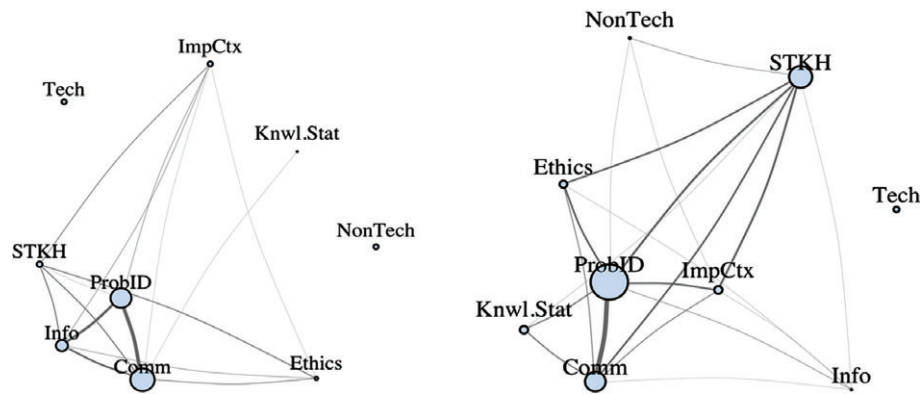 ImpCtx
Tech
Knwl.Stat
NonTech
STKH
ProbID
Info
Comm
Ethics
NonTech
STKH
Ethics
Tech
ProbID
ImpCtx
Knwl.Stat
Comm
Info